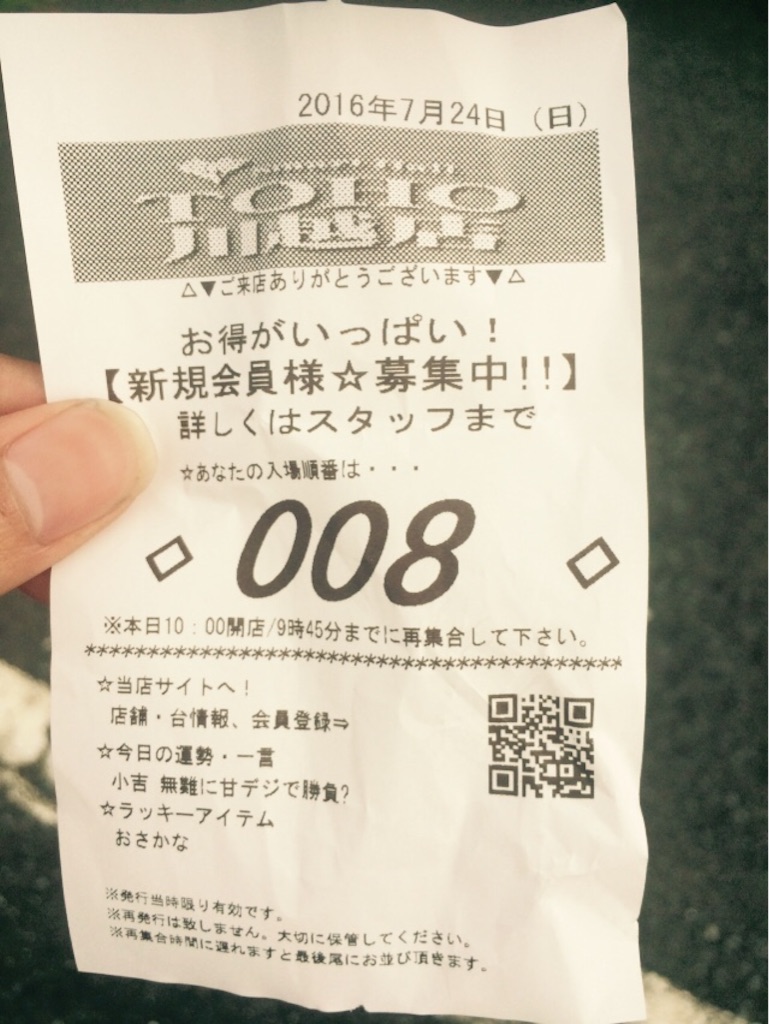 2016年7月24日 (日)
TOHO
川越店
△▼ご来店ありがとうございます▼△
お得がいっぱい!
【新規会員様☆募集中!!】
詳しくはスタッフまで
☆あなたの入場順番は・・・
◇ 008 ◇
※本日10:00開店/9時45分までに再集合して下さい。
**************************************************
☆当店サイトへ!
店舗・台情報、会員登録⇒
☆今日の運勢・一言
小吉 無難に甘デジで勝負?
☆ラッキーアイテム
おさかな
※発行当時限り有効です。
※再発行は致しません。大切に保管してください。
※再集合時間に遅れますと最後尾にお並び頂きます。